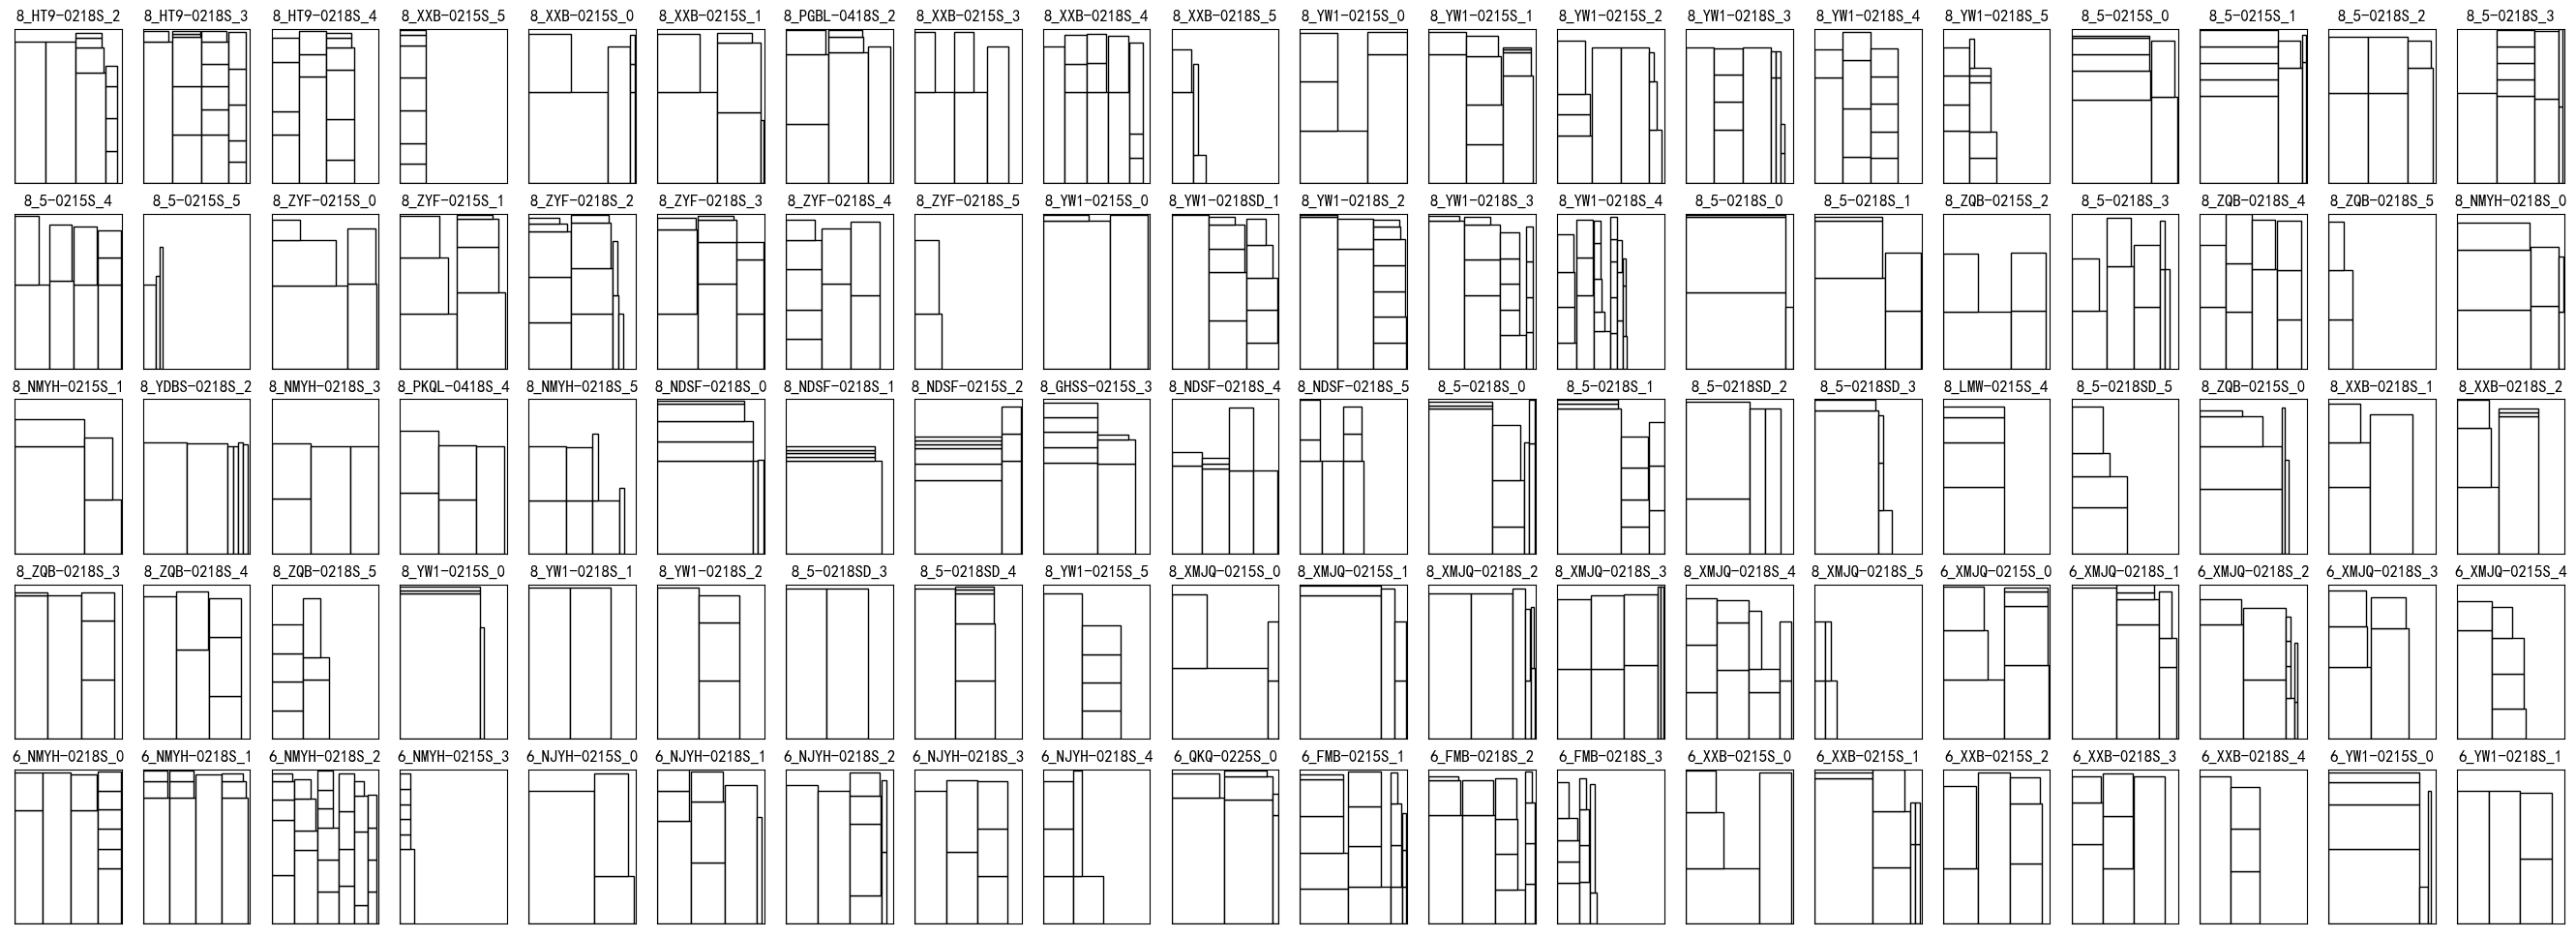 8_HT9-0218S_2 8_HT9-0218S_3 8_HT9-0218S_4 8_XXB-0215S_5 8_XXB-0215S_0 8_XXB-0215S_1 8_PGBL-0418S_2 8_XXB-0215S_3 8_XXB-0218S_4 8_XXB-0218S_5 8_YW1-0215S_0 8_YW1-0215S_1 8_YW1-0215S_2 8_YW1-0218S_3 8_YW1-0218S_4 8_YW1-0218S_5 8_5-0215S_0 8_5-0215S_1 8_5-0218S_2 8_5-0218S_3
8_5-0215S_4 8_5-0215S_5 8_ZYF-0215S_0 8_ZYF-0215S_1 8_ZYF-0218S_2 8_ZYF-0218S_3 8_ZYF-0218S_4 8_ZYF-0218S_5 8_YW1-0215S_0 8_YW1-0218SD_1 8_YW1-0218S_2 8_YW1-0218S_3 8_YW1-0218S_4 8_5-0218S_0 8_5-0218S_1 8_ZQB-0215S_2 8_5-0218S_3 8_ZQB-0218S_4 8_ZQB-0218S_5 8_NMYH-0218S_0
8_NMYH-0215S_1 8_YDBS-0218S_2 8_NMYH-0218S_3 8_PKQL-0418S_4 8_NMYH-0218S_5 8_NDSF-0218S_0 8_NDSF-0218S_1 8_NDSF-0215S_2 8_GHSS-0215S_3 8_NDSF-0218S_4 8_NDSF-0218S_5 8_5-0218S_0 8_5-0218S_1 8_5-0218SD_2 8_5-0218SD_3 8_LMW-0215S_4 8_5-0218SD_5 8_ZQB-0215S_0 8_XXB-0218S_1 8_XXB-0218S_2
8_ZQB-0218S_3 8_ZQB-0218S_4 8_ZQB-0218S_5 8_YW1-0215S_0 8_YW1-0218S_1 8_YW1-0218S_2 8_5-0218SD_3 8_5-0218SD_4 8_YW1-0215S_5 8_XMJQ-0215S_0 8_XMJQ-0215S_1 8_XMJQ-0218S_2 8_XMJQ-0218S_3 8_XMJQ-0218S_4 8_XMJQ-0218S_5 6_XMJQ-0215S_0 6_XMJQ-0218S_1 6_XMJQ-0218S_2 6_XMJQ-0218S_3 6_XMJQ-0215S_4
6_NMYH-0218S_0 6_NMYH-0218S_1 6_NMYH-0218S_2 6_NMYH-0215S_3 6_NJYH-0215S_0 6_NJYH-0218S_1 6_NJYH-0218S_2 6_NJYH-0218S_3 6_NJYH-0218S_4 6_QKQ-0225S_0 6_FMB-0215S_1 6_FMB-0218S_2 6_FMB-0218S_3 6_XXB-0215S_0 6_XXB-0215S_1 6_XXB-0215S_2 6_XXB-0218S_3 6_XXB-0218S_4 6_YW1-0215S_0 6_YW1-0218S_1